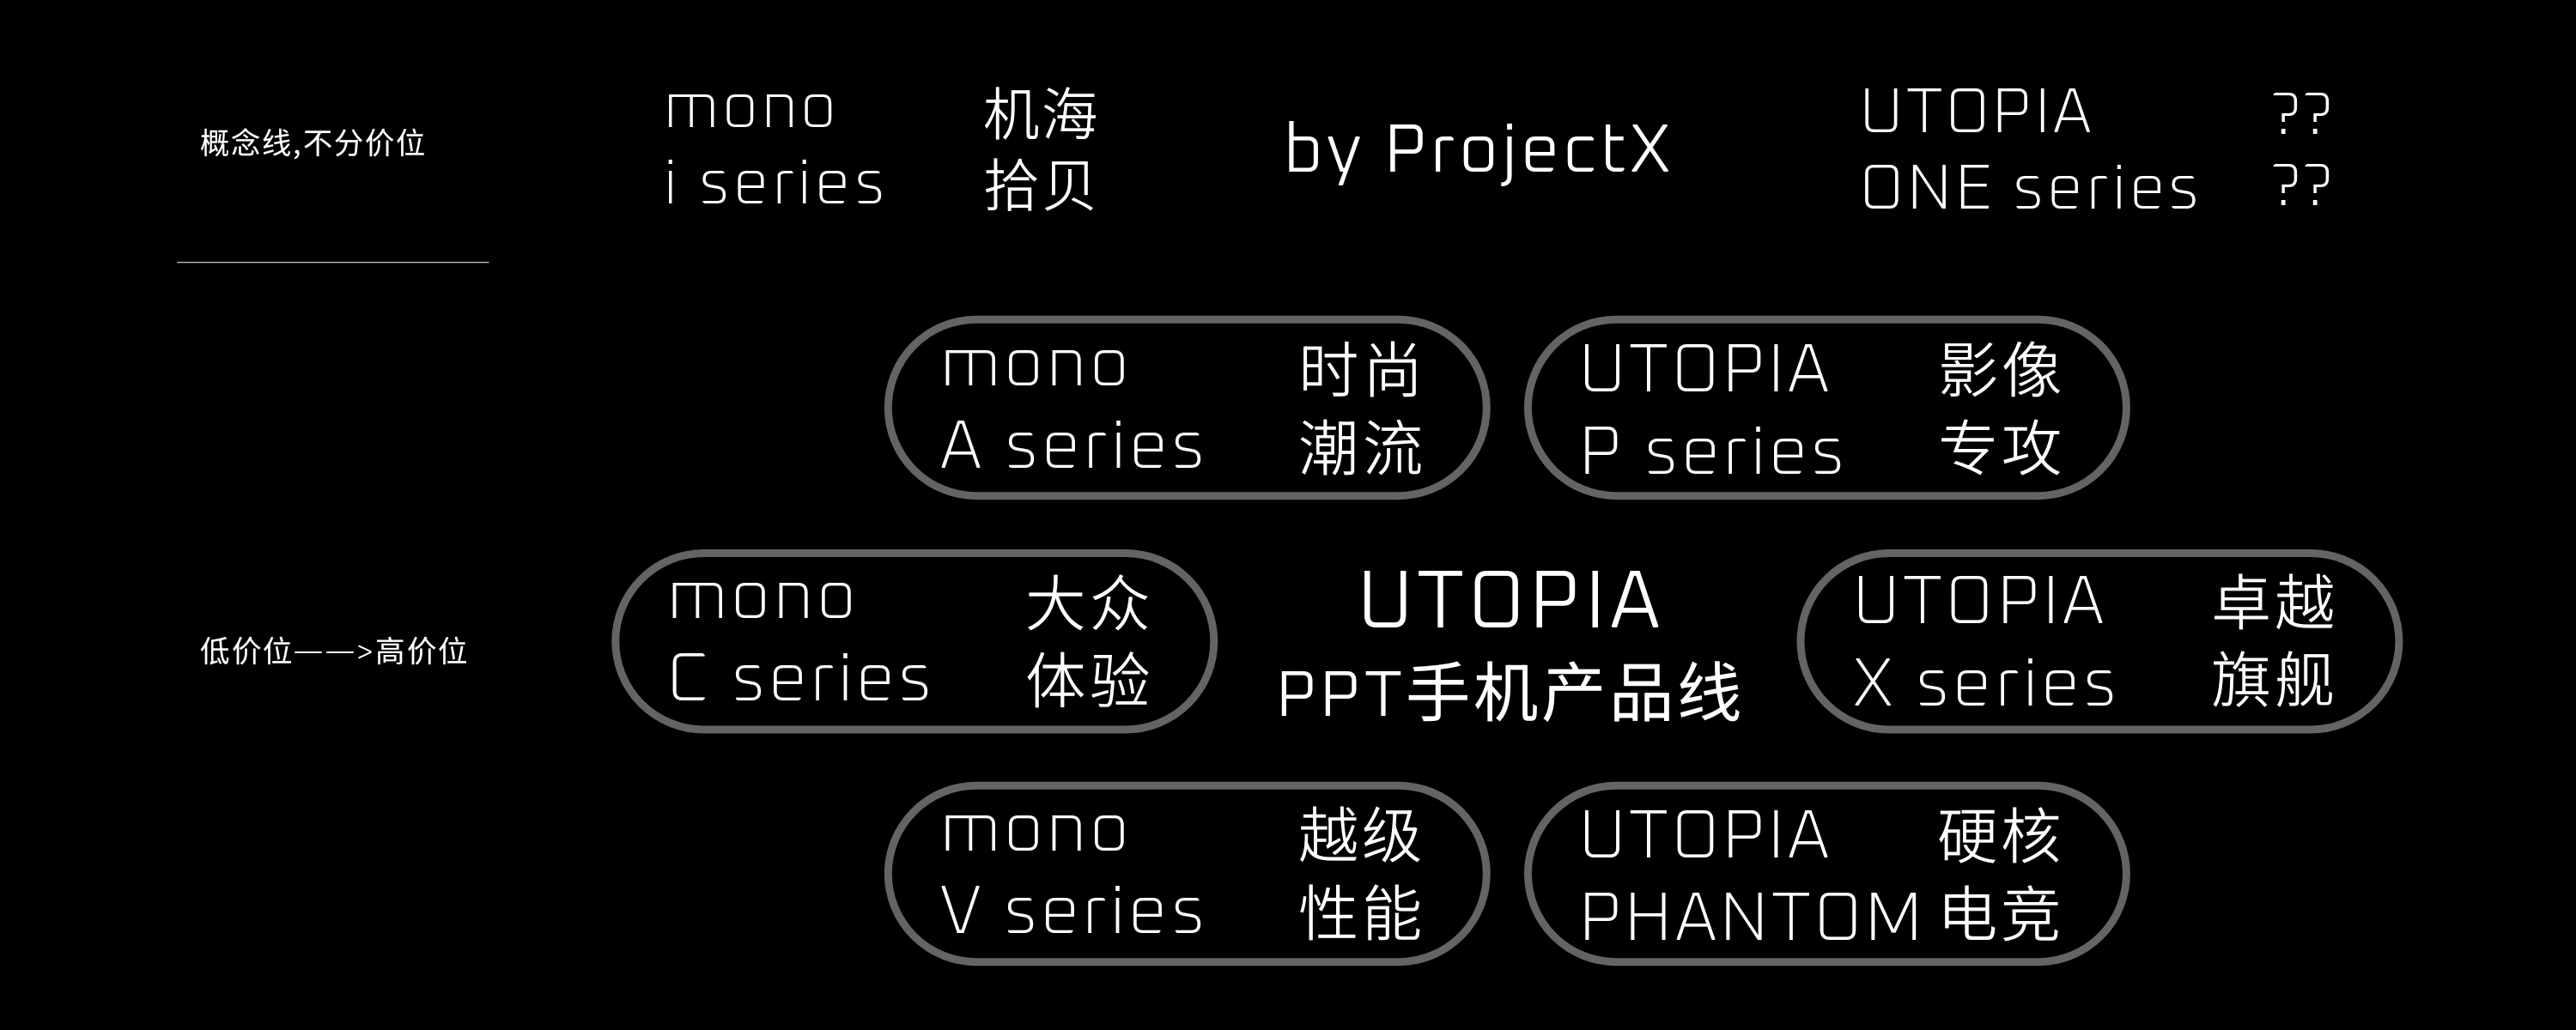 概念线,不分价位
mono 机海
i series 拾贝
by ProjectX
UTOPIA ??
ONE series ??
mono 时尚
A series 潮流
UTOPIA 影像
P series 专攻
低价位——>高价位
mono 大众
C series 体验
UTOPIA
PPT手机产品线
UTOPIA 卓越
X series 旗舰
mono 越级
V series 性能
UTOPIA 硬核
PHANTOM 电竞